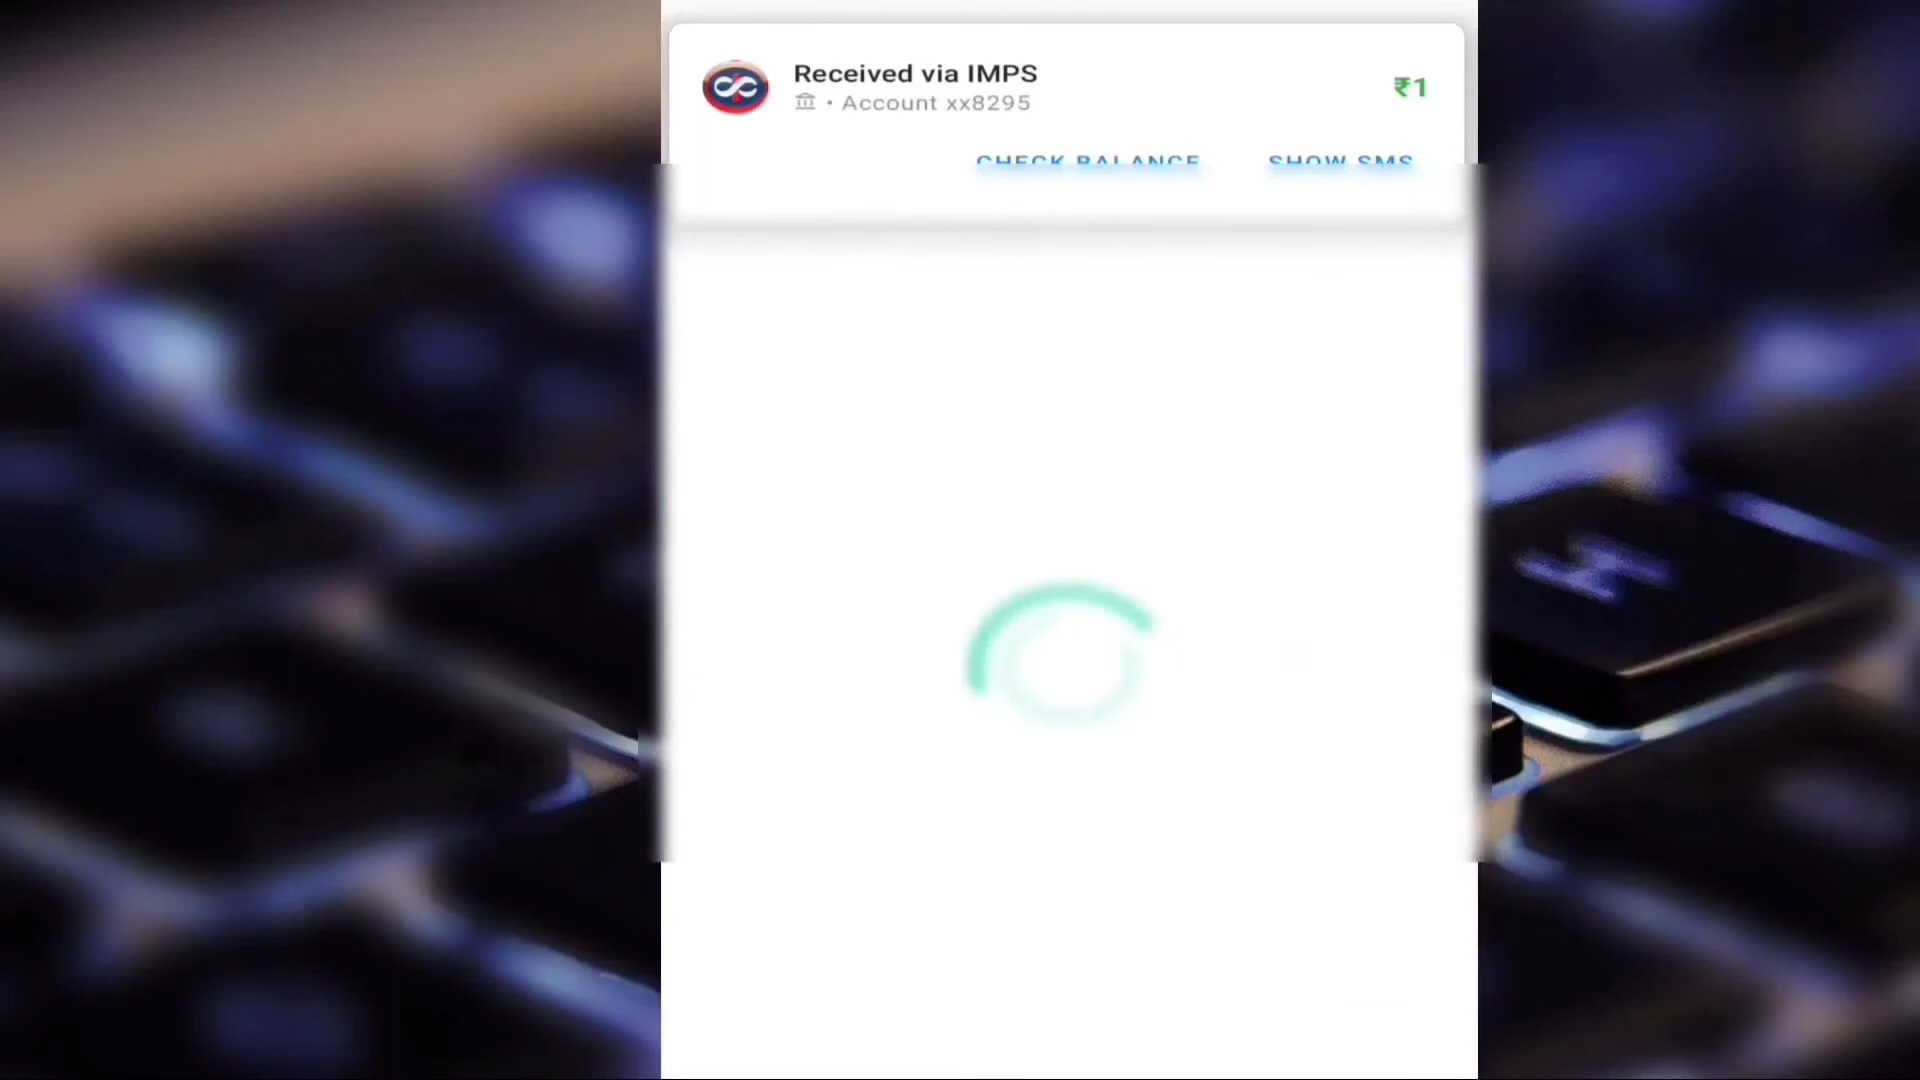 Received via IMPS
₹1
• Account xx8295
CHECK BALANCE SHOW SMS